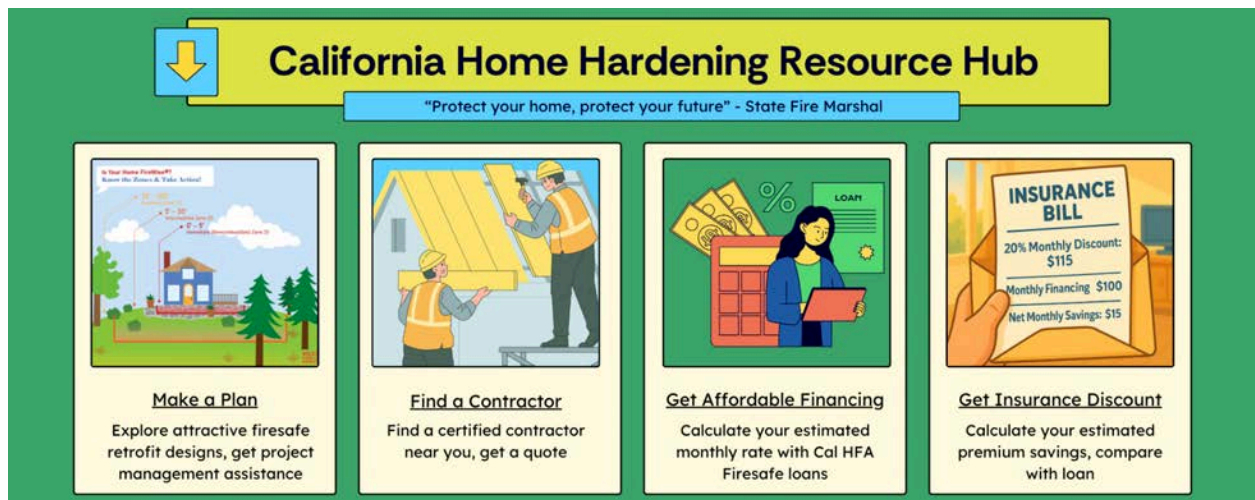 California Home Hardening Resource Hub
“Protect your home, protect your future” - State Fire Marshal
Is Your Home FireWise?
Know the Zones & Take Action!
5' - 30'
0' - 5'
LOAN
%
INSURANCE
BILL
20% Monthly Discount:
$115
Monthly Financing $100
Net Monthly Savings: $15
Make a Plan
Explore attractive firesafe
retrofit designs, get project
management assistance
Find a Contractor
Find a certified contractor
near you, get a quote
Get Affordable Financing
Calculate your estimated
monthly rate with Cal HFA
Firesafe loans
Get Insurance Discount
Calculate your estimated
premium savings, compare
with loan